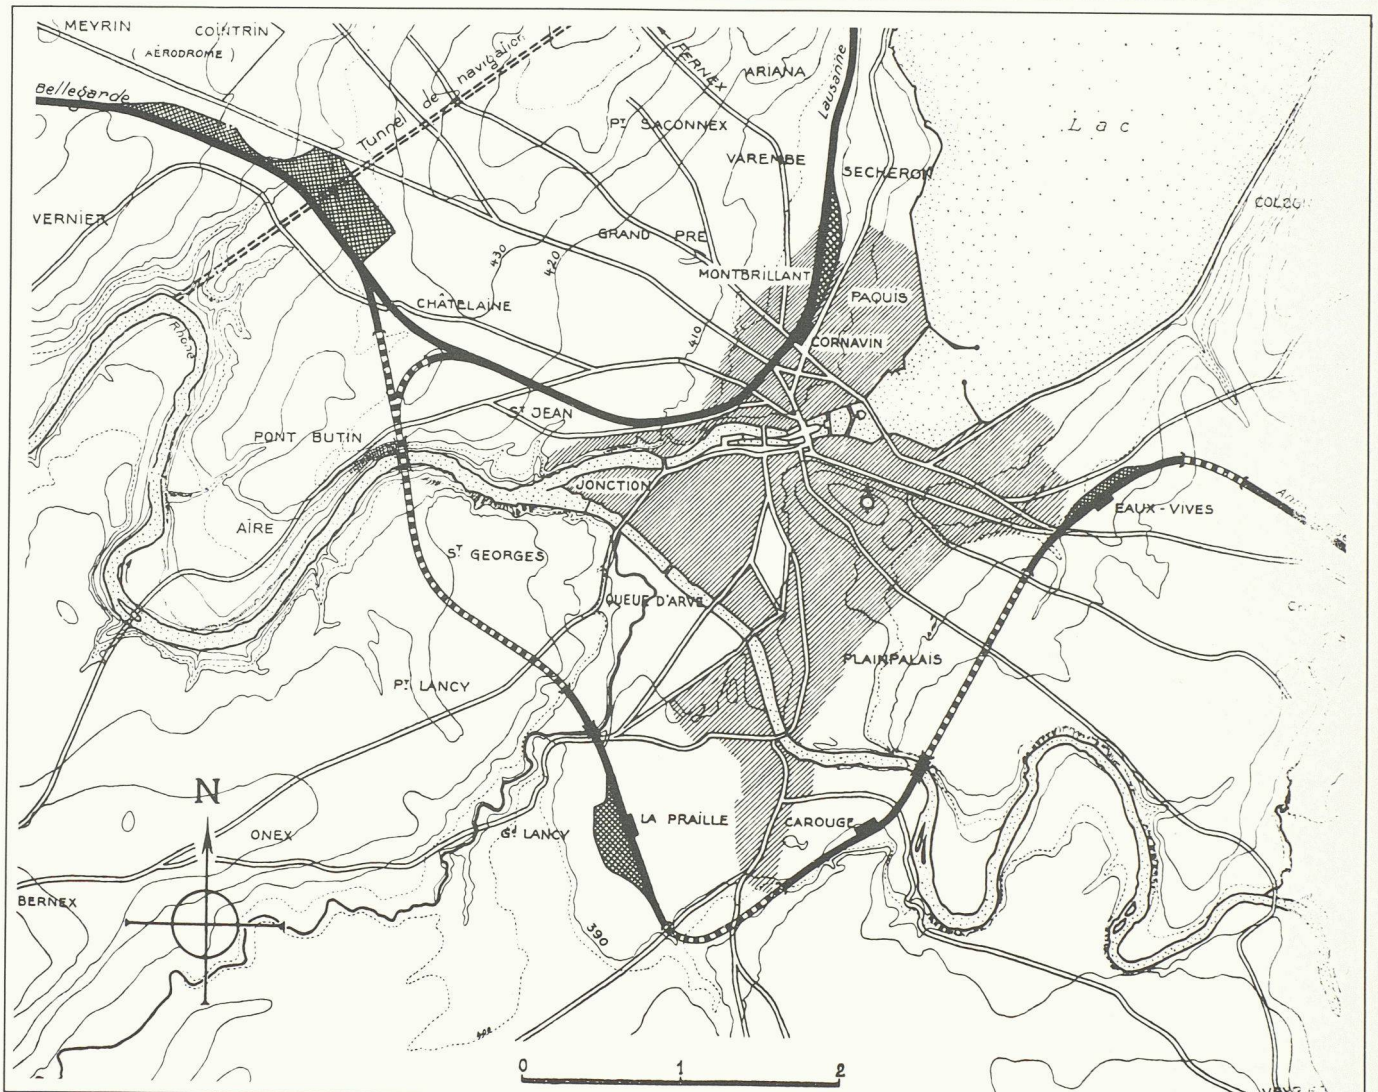 MEYRIN
COINTRIN
(AÉRODROME)
Bellegarde
Tunnel de navigation
FERNEX
ARIANA
Lausanne
Lac
PT SACONNEX
VAREMBE
SECHERON
VERNIER
GRAND PRE
430
420
MONTBRILLANT
PAQUIS
CHÂTELAINE
410
CORNAVIN
Rhône
ST JEAN
PONT BUTIN
JONCTION
EAUX-VIVES
AÏRE
ST GEORGES
QUEUE D'ARVE
PLAINPALAIS
PT LANCY
N
ONEX
Gd LANCY
LA PRAILLE
CAROUGE
BERNEX
390
0 1 2